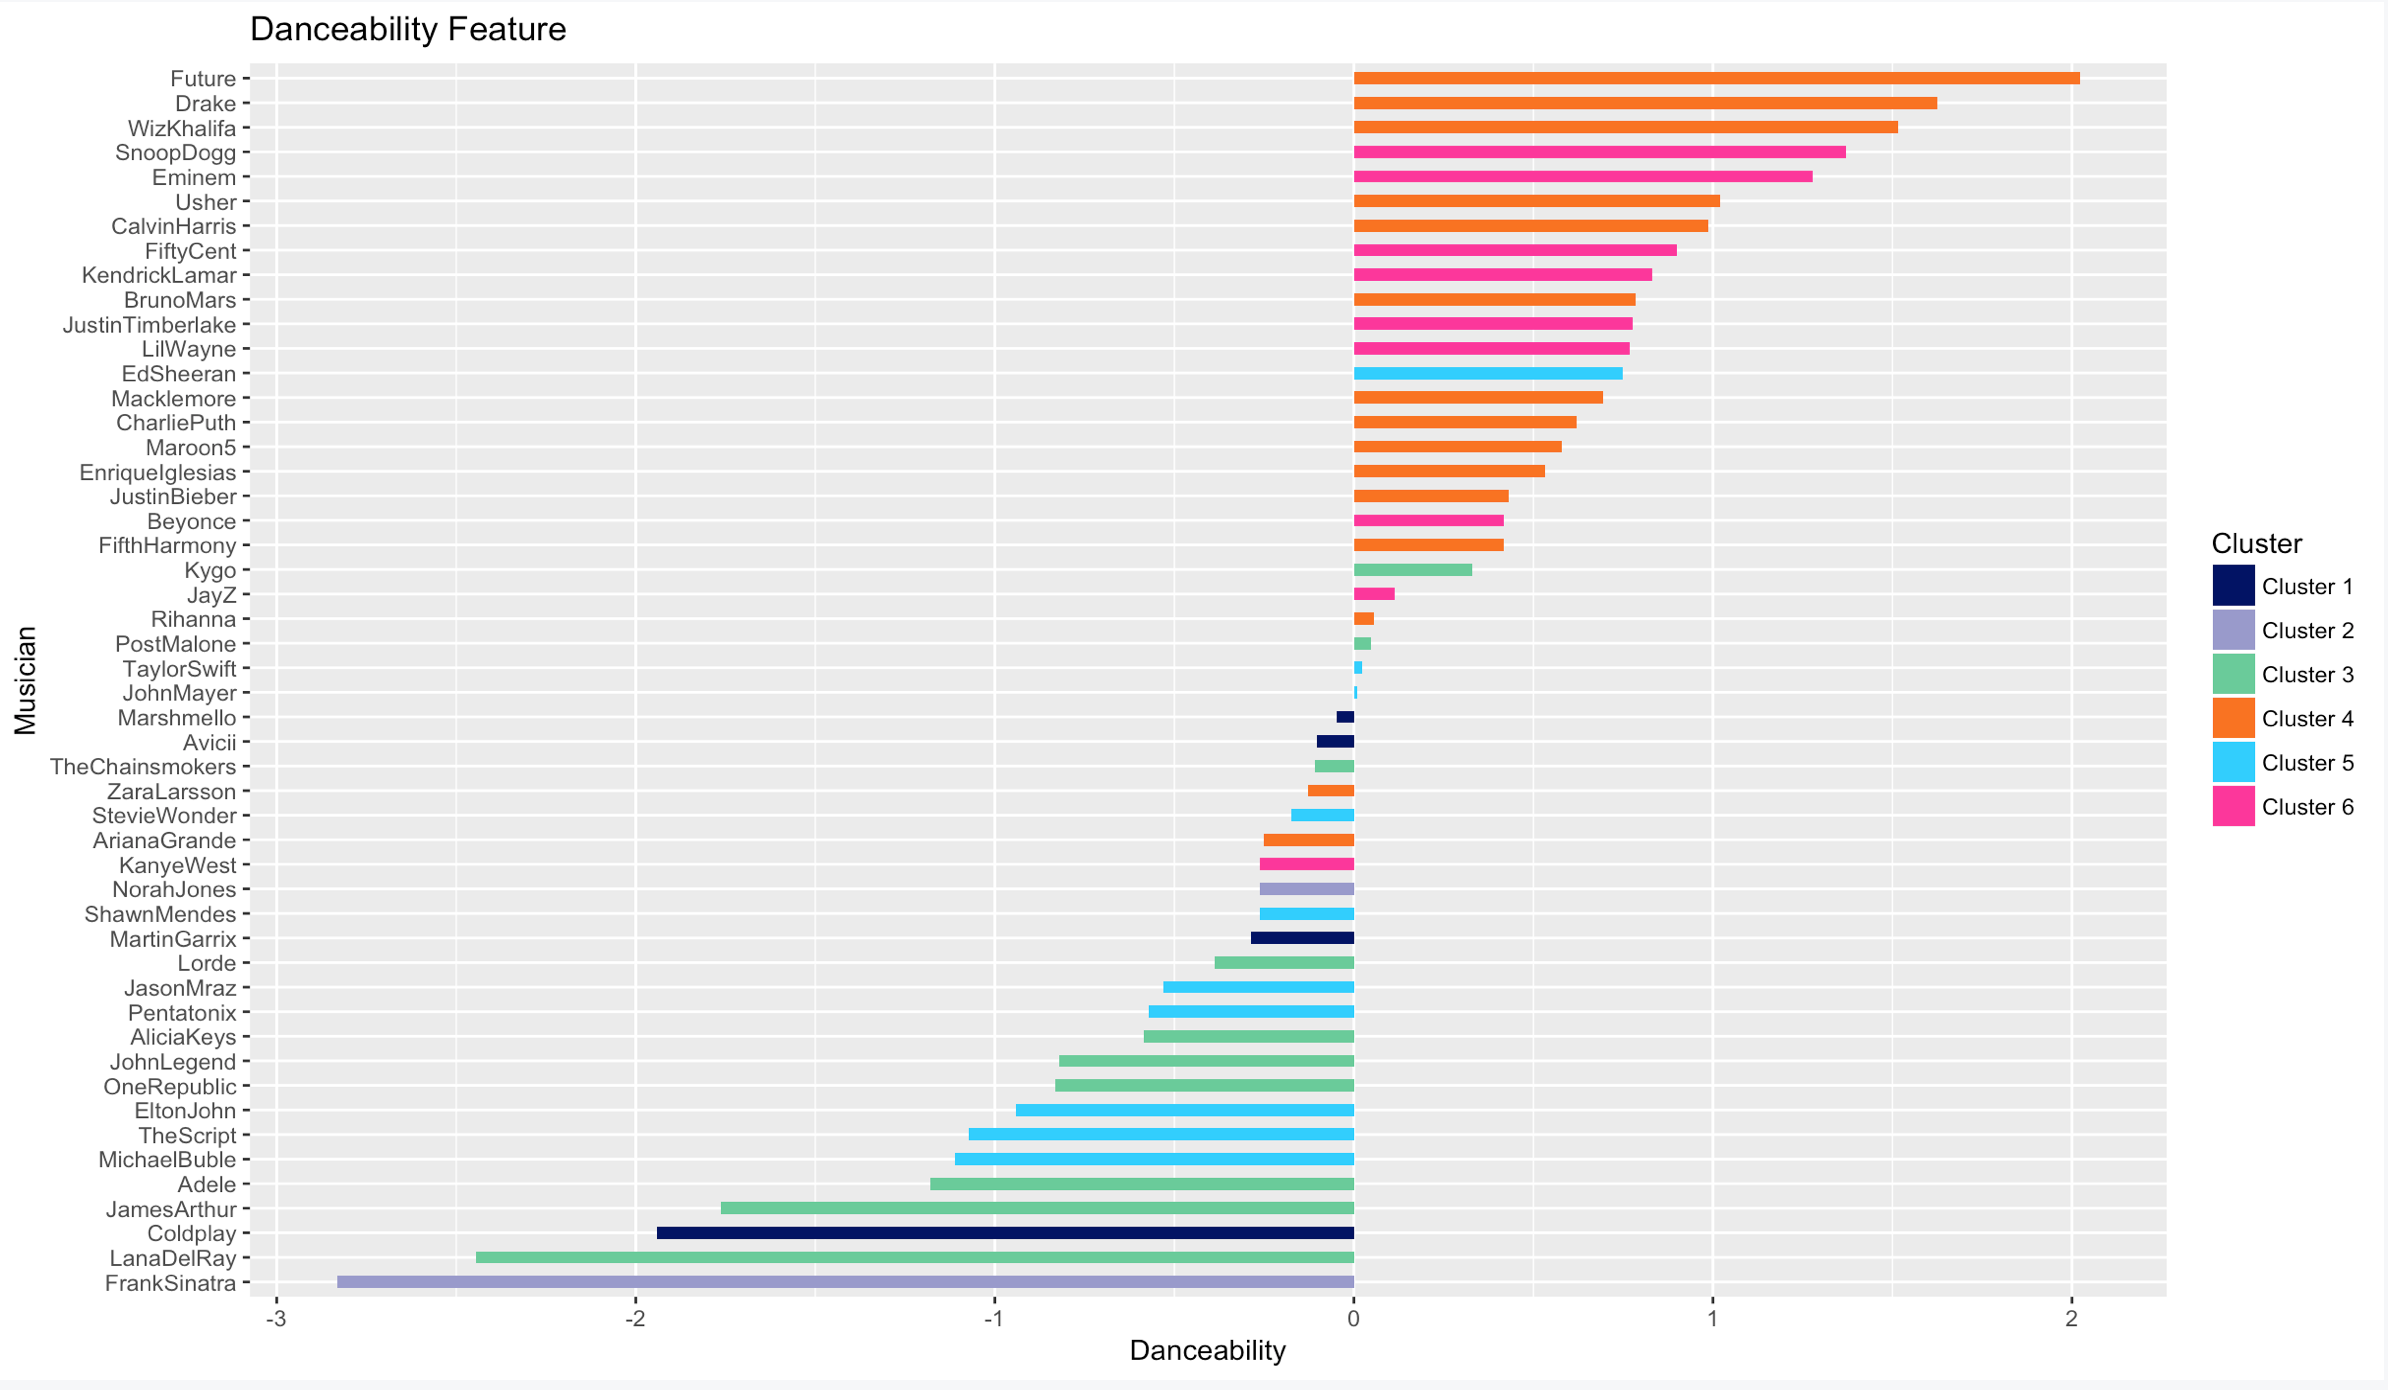 Danceability Feature
Future
Drake
WizKhalifa
SnoopDogg
Eminem
Usher
CalvinHarris
FiftyCent
KendrickLamar
BrunoMars
JustinTimberlake
LilWayne
EdSheeran
Macklemore
CharliePuth
Maroon5
EnriqueIglesias
JustinBieber
Beyonce
FifthHarmony
Kygo
JayZ
Rihanna
PostMalone
TaylorSwift
JohnMayer
Marshmello
Avicii
TheChainsmokers
ZaraLarsson
StevieWonder
ArianaGrande
KanyeWest
NorahJones
ShawnMendes
MartinGarrix
Lorde
JasonMraz
Pentatonix
AliciaKeys
JohnLegend
OneRepublic
EltonJohn
TheScript
MichaelBuble
Adele
JamesArthur
Coldplay
LanaDelRay
FrankSinatra
Musician
-3 -2 -1 0 1 2
Danceability
Cluster
Cluster 1
Cluster 2
Cluster 3
Cluster 4
Cluster 5
Cluster 6